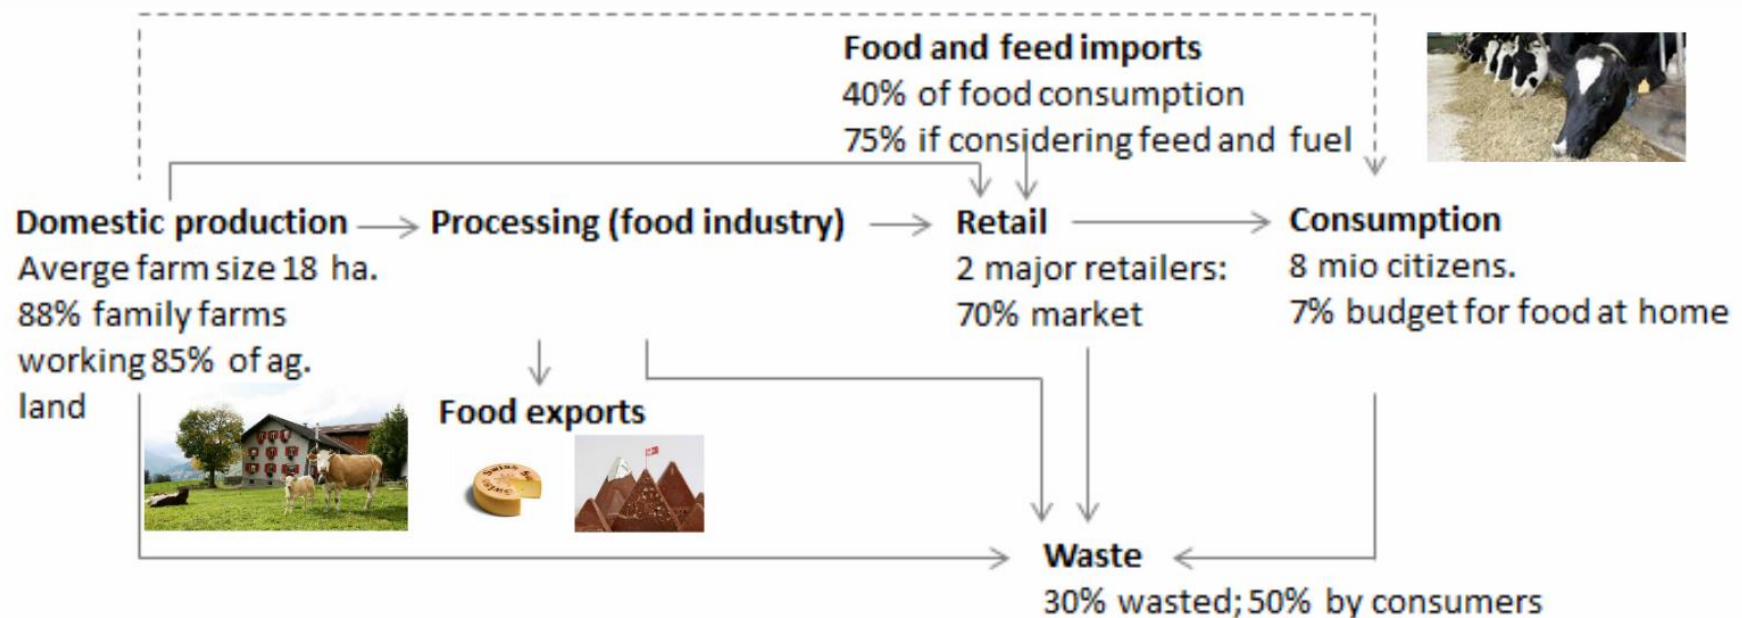 Food and feed imports
40% of food consumption
75% if considering feed and fuel
Domestic production
Averge farm size 18 ha.
88% family farms
working 85% of ag.
land
Processing (food industry)
Retail
2 major retailers:
70% market
Consumption
8 mio citizens.
7% budget for food at home
Food exports
Waste
30% wasted; 50% by consumers